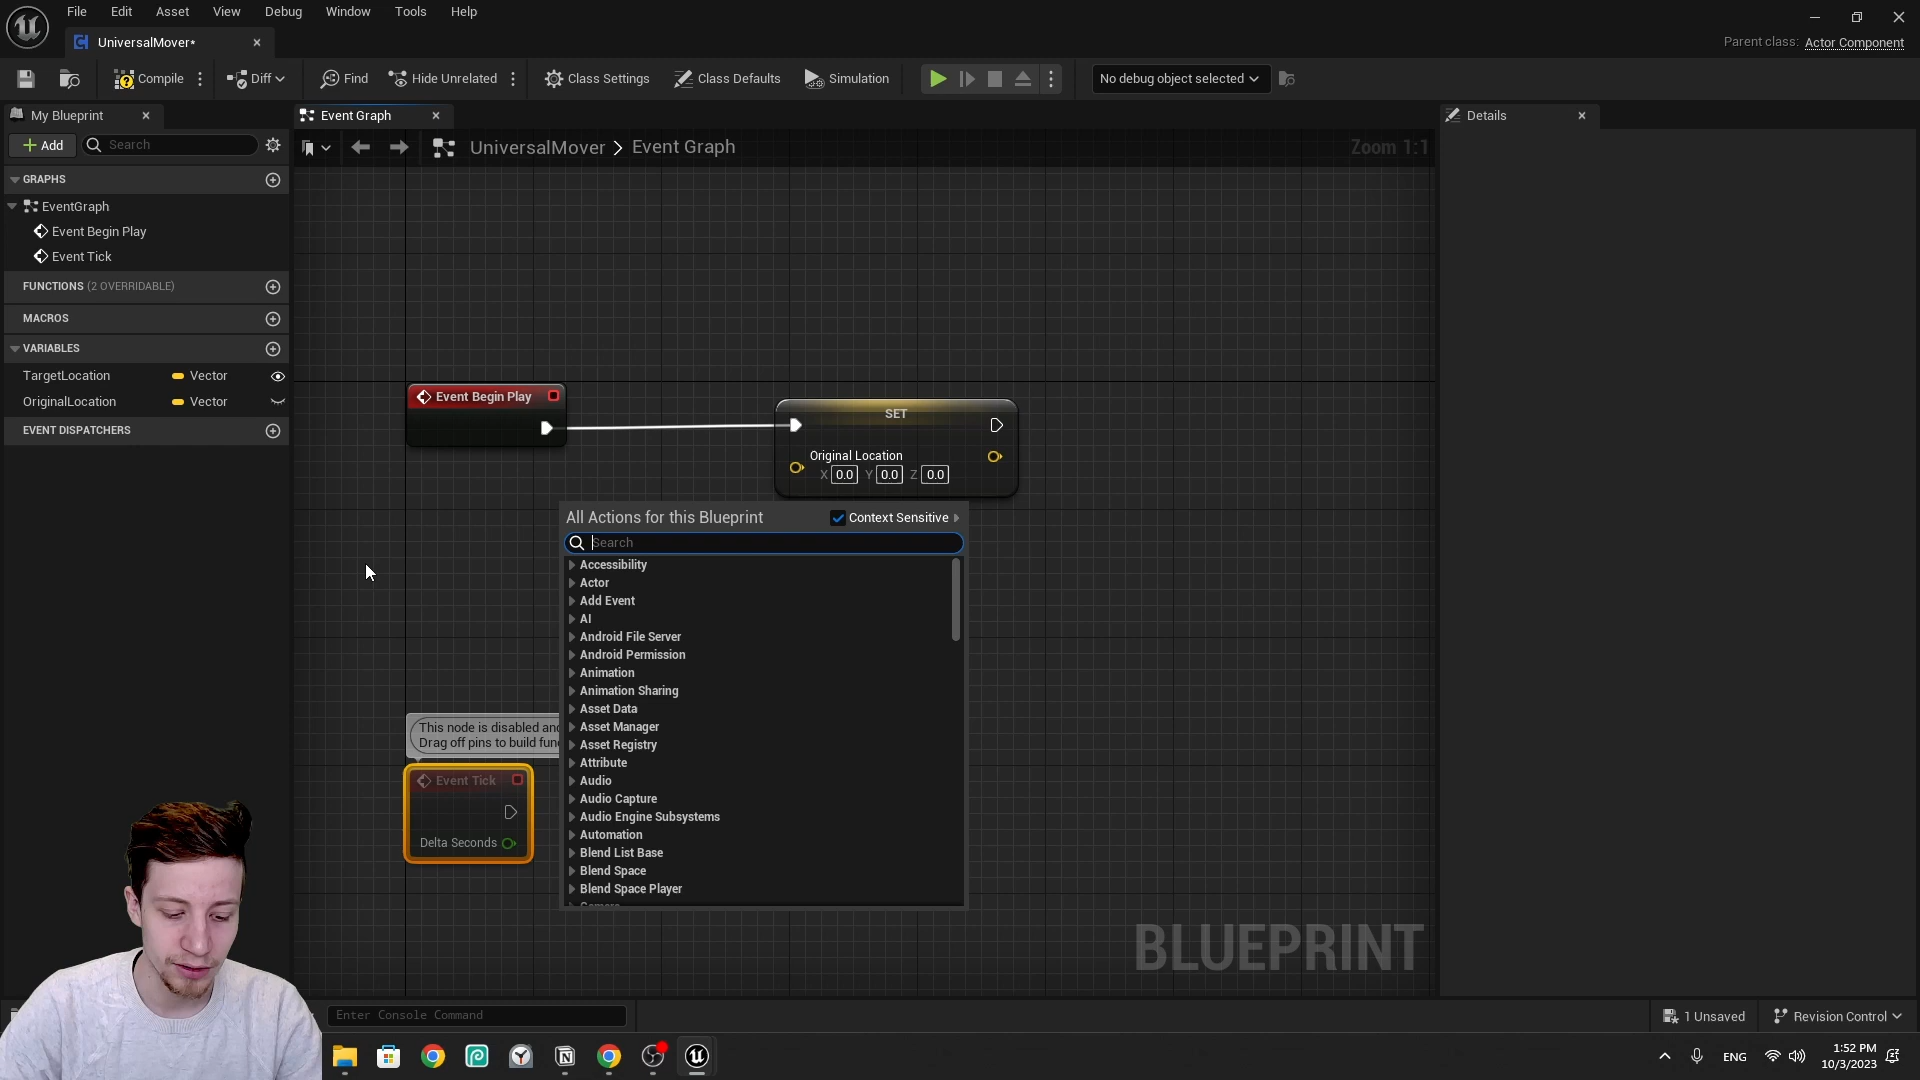 File Edit Asset View Debug Window Tools Help
UniversalMover*
Parent class: Actor Component
Compile Diff Find Hide Unrelated Class Settings Class Defaults Simulation No debug object selected
My Blueprint
Event Graph
Details
Add Search
UniversalMover > Event Graph
Zoom 1:1
GRAPHS
EventGraph
Event Begin Play
Event Tick
FUNCTIONS (2 OVERRIDABLE)
MACROS
VARIABLES
TargetLocation Vector
OriginalLocation Vector
EVENT DISPATCHERS
Event Begin Play
SET
Original Location
X 0.0 Y 0.0 Z 0.0
All Actions for this Blueprint Context Sensitive
Search
Accessibility
Actor
Add Event
AI
Android File Server
Android Permission
Animation
Animation Sharing
Asset Data
Asset Manager
Asset Registry
Attribute
Audio
Audio Capture
Audio Engine Subsystems
Automation
Blend List Base
Blend Space
Blend Space Player
This node is disabled an
Drag off pins to build fun
Event Tick
Delta Seconds
BLUEPRINT
Enter Console Command
1 Unsaved Revision Control
ENG
1:52 PM
10/3/2023